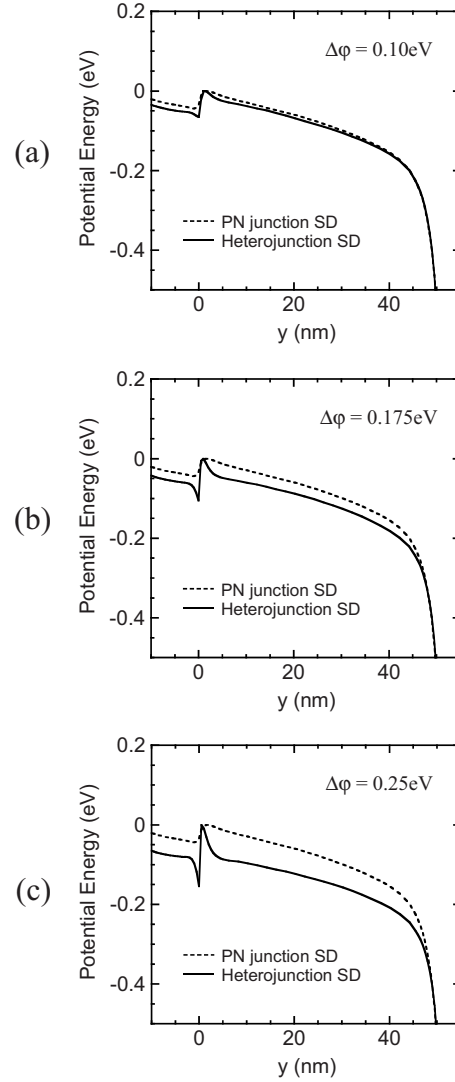 Δφ = 0.10eV
0.2
0
-0.2
-0.4
Potential Energy (eV)
(a)
PN junction SD
Heterojunction SD
0
20
40
y (nm)
Δφ = 0.175eV
0.2
0
-0.2
-0.4
Potential Energy (eV)
(b)
PN junction SD
Heterojunction SD
0
20
40
y (nm)
Δφ = 0.25eV
0.2
0
-0.2
-0.4
Potential Energy (eV)
(c)
PN junction SD
Heterojunction SD
0
20
40
y (nm)